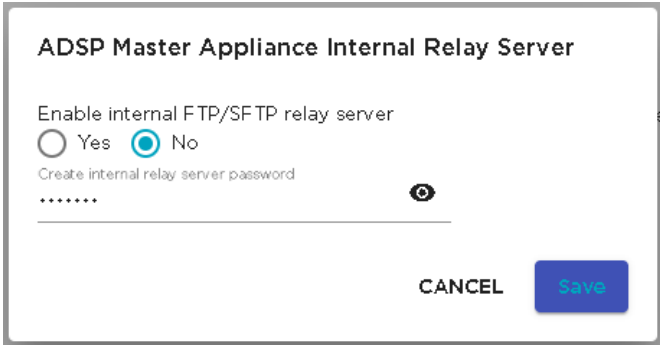 ADSP Master Appliance Internal Relay Server
Enable internal FTP/SFTP relay server
Yes No
Create internal relay server password
•••••••
CANCEL Save